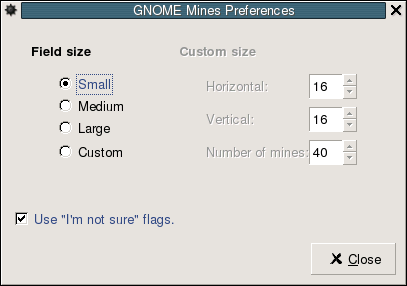 GNOME Mines Preferences
Field size
Custom size
Small
Horizontal: 16
Medium
Vertical: 16
Large
Custom
Number of mines: 40
Use "I'm not sure" flags.
Close